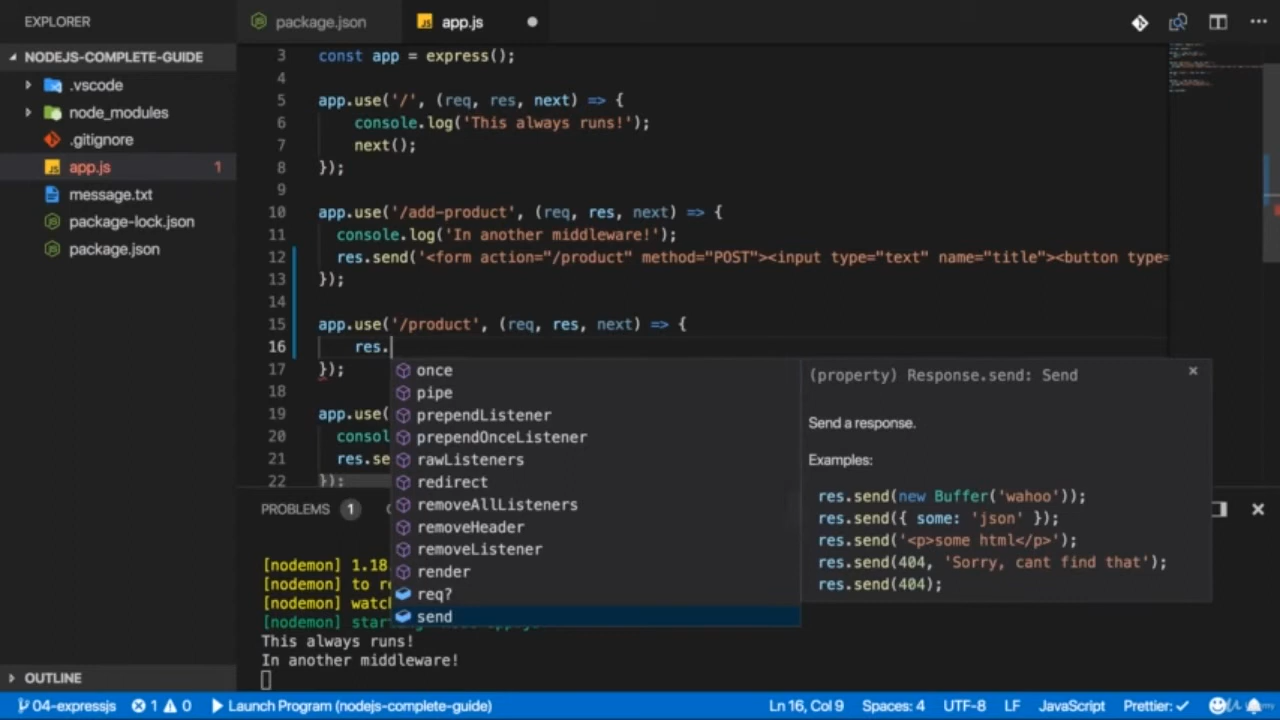 EXPLORER
NODEJS-COMPLETE-GUIDE
.vscode
node_modules
.gitignore
app.js 1
message.txt
package-lock.json
package.json
OUTLINE
package.json
app.js
3 const app = express();
4
5 app.use('/', (req, res, next) => {
6 console.log('This always runs!');
7 next();
8 });
9
10 app.use('/add-product', (req, res, next) => {
11 console.log('In another middleware!');
12 res.send('<form action="/product" method="POST"><input type="text" name="title"><button type=
13 });
14
15 app.use('/product', (req, res, next) => {
16 res.
17 });
18
19 app.use(
20 consol
21 res.se
22 });
once
pipe
prependListener
prependOnceListener
rawListeners
redirect
removeAllListeners
removeHeader
removeListener
render
req?
send
(property) Response.send: Send
Send a response.
Examples:
res.send(new Buffer('wahoo'));
res.send({ some: 'json' });
res.send('<p>some html</p>');
res.send(404, 'Sorry, cant find that');
res.send(404);
PROBLEMS 1
[nodemon] 1.18
[nodemon] to re
[nodemon] watc
[nodemon] star
This always runs!
In another middleware!
04-expressjs 1 0 Launch Program (nodejs-complete-guide) Ln 16, Col 9 Spaces: 4 UTF-8 LF JavaScript Prettier: